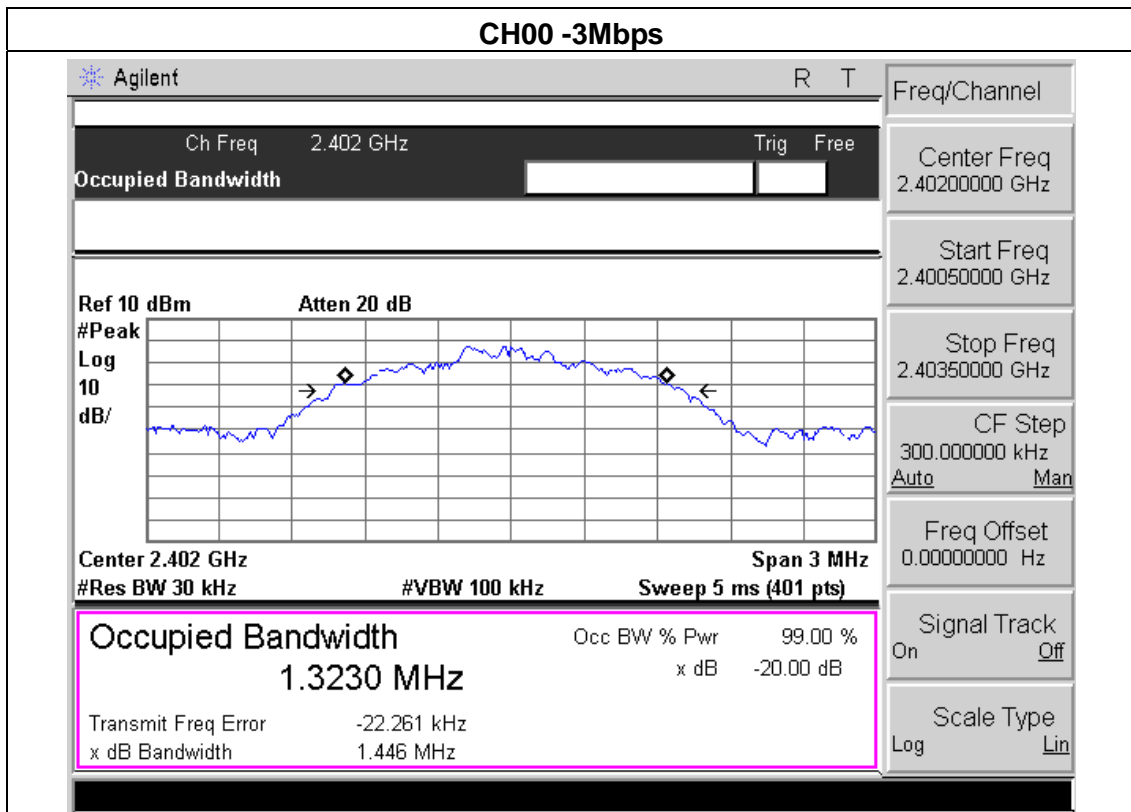 CH00 -3Mbps
Agilent R T
Ch Freq 2.402 GHz Trig Free
Occupied Bandwidth
Ref 10 dBm Atten 20 dB
#Peak
Log
10
dB/
Center 2.402 GHz Span 3 MHz
#Res BW 30 kHz #VBW 100 kHz Sweep 5 ms (401 pts)
Occupied Bandwidth Occ BW % Pwr 99.00 %
1.3230 MHz x dB -20.00 dB
Transmit Freq Error -22.261 kHz
x dB Bandwidth 1.446 MHz
Freq/Channel
Center Freq
2.40200000 GHz
Start Freq
2.40050000 GHz
Stop Freq
2.40350000 GHz
CF Step
300.000000 kHz
Auto Man
Freq Offset
0.00000000 Hz
Signal Track
On Off
Scale Type
Log Lin